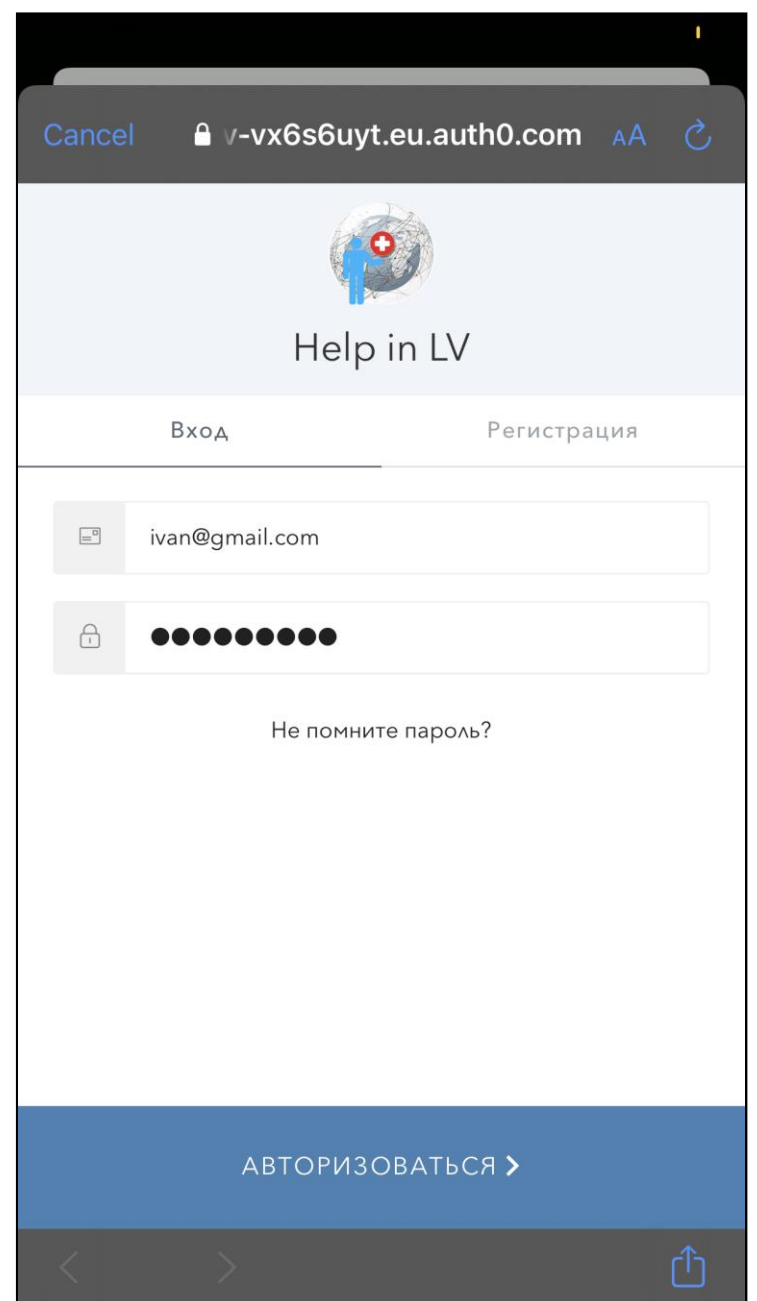 Cancel v-vx6s6uyt.eu.auth0.com AA
Help in LV
Вход Регистрация
ivan@gmail.com
Не помните пароль?
АВТОРИЗОВАТЬСЯ